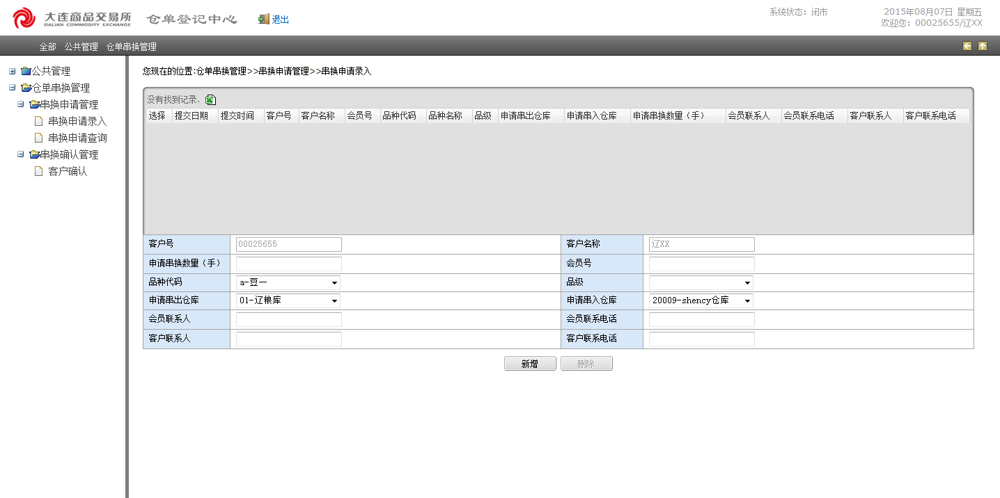 大连商品交易所 仓单登记中心 退出 系统状态：闭市 2015年08月07日 星期五
DALIAN COMMODITY EXCHANGE 欢迎您：00025655/辽XX
全部 公共管理 仓单串换管理
公共管理
仓单串换管理
串换申请管理
串换申请录入
串换申请查询
串换确认管理
客户确认
您现在的位置:仓单串换管理>>串换申请管理>>串换申请录入
没有找到记录.
选择 提交日期 提交时间 客户号 客户名称 会员号 品种代码 品种名称 品级 申请串出仓库 申请串入仓库 申请串换数量（手） 会员联系人 会员联系电话 客户联系人 客户联系电话
客户号 00025655 客户名称 辽XX
申请串换数量（手） 会员号
品种代码 a-豆一 品级
申请串出仓库 01-辽粮库 申请串入仓库 20009-shency仓库
会员联系人 会员联系电话
客户联系人 客户联系电话
新增 删除